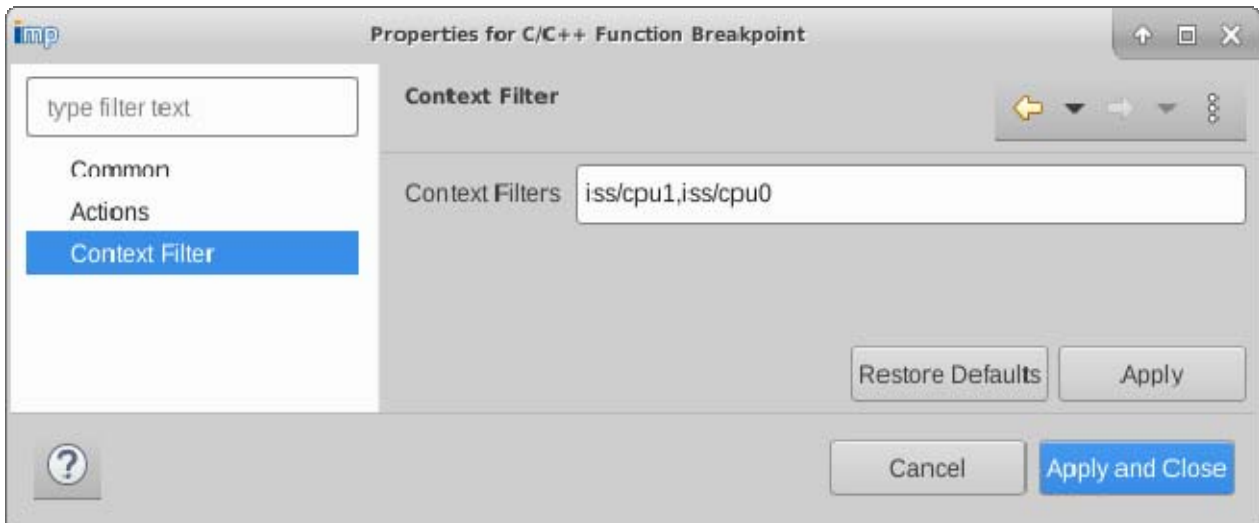 imp
Properties for C/C++ Function Breakpoint
type filter text
Common
Actions
Context Filter
Context Filter
Context Filters
iss/cpu1,iss/cpu0
Restore Defaults
Apply
?
Cancel
Apply and Close